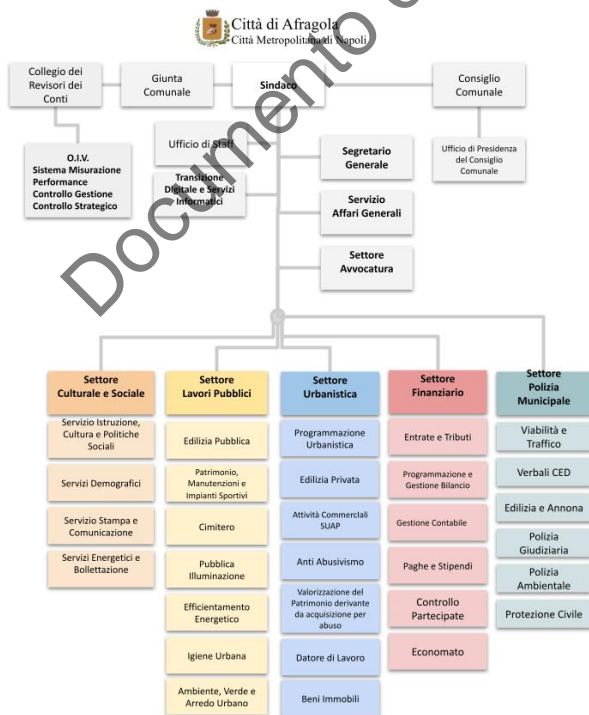 Città di Afragola
Città Metropolitana di Napoli
Collegio dei
Revisori dei
Conti
Giunta
Comunale
Sindaco
Consiglio
Comunale
O.I.V.
Sistema Misurazione
Performance
Controllo Gestione
Controllo Strategico
Ufficio di Staff
Transizione
Digitale e Servizi
Informatici
Segretario
Generale
Servizio
Affari Generali
Settore
Avvocatura
Ufficio di Presidenza
del Consiglio
Comunale
Documento
Settore
Culturale e Sociale
Servizio Istruzione,
Cultura e Politiche
Sociali
Servizi Demografici
Servizio Stampa e
Comunicazione
Servizi Energetici e
Bollettazione
Settore
Lavori Pubblici
Edilizia Pubblica
Patrimonio,
Manutenzioni e
Impianti Sportivi
Cimitero
Pubblica
Illuminazione
Efficientamento
Energetico
Igiene Urbana
Ambiente, Verde e
Arredo Urbano
Settore
Urbanistica
Programmazione
Urbanistica
Edilizia Privata
Attività Commerciali
SUAP
Anti Abusivismo
Valorizzazione del
Patrimonio derivante
da acquisizione per
abuso
Datore di Lavoro
Beni Immobili
Settore
Finanziario
Entrate e Tributi
Programmazione e
Gestione Bilancio
Gestione Contabile
Paghe e Stipendi
Controllo
Partecipate
Economato
Settore
Polizia
Municipale
Viabilità e
Traffico
Verbali CED
Edilizia e Annona
Polizia
Giudiziaria
Polizia
Ambientale
Protezione Civile